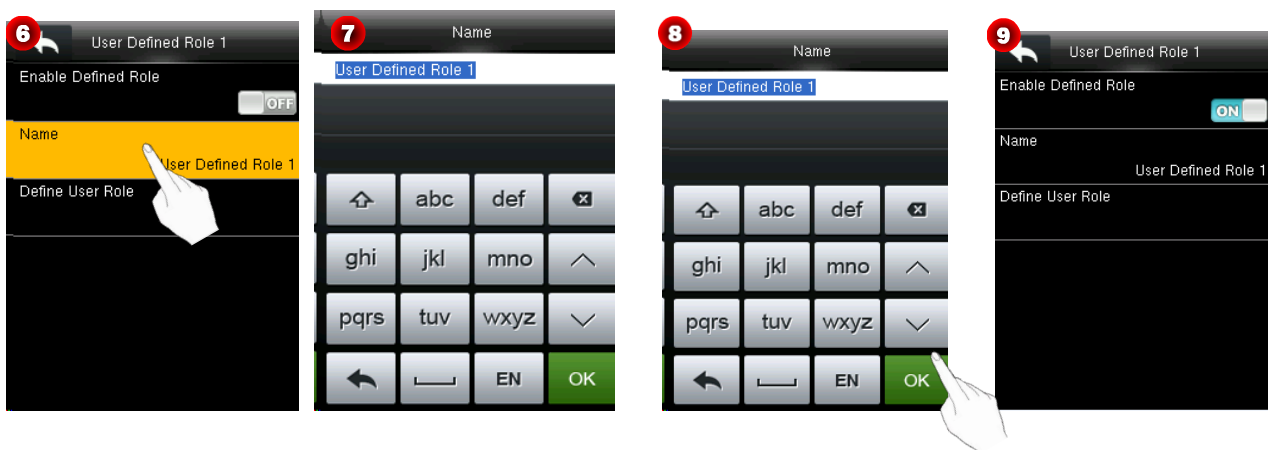 6
User Defined Role 1
Enable Defined Role
OFF
Name
User Defined Role 1
Define User Role
7
Name
User Defined Role 1
abc def
ghi jkl mno
pqrs tuv wxyz
EN OK
8
Name
User Defined Role 1
abc def
ghi jkl mno
pqrs tuv wxyz
EN OK
9
User Defined Role 1
Enable Defined Role
ON
Name
User Defined Role 1
Define User Role